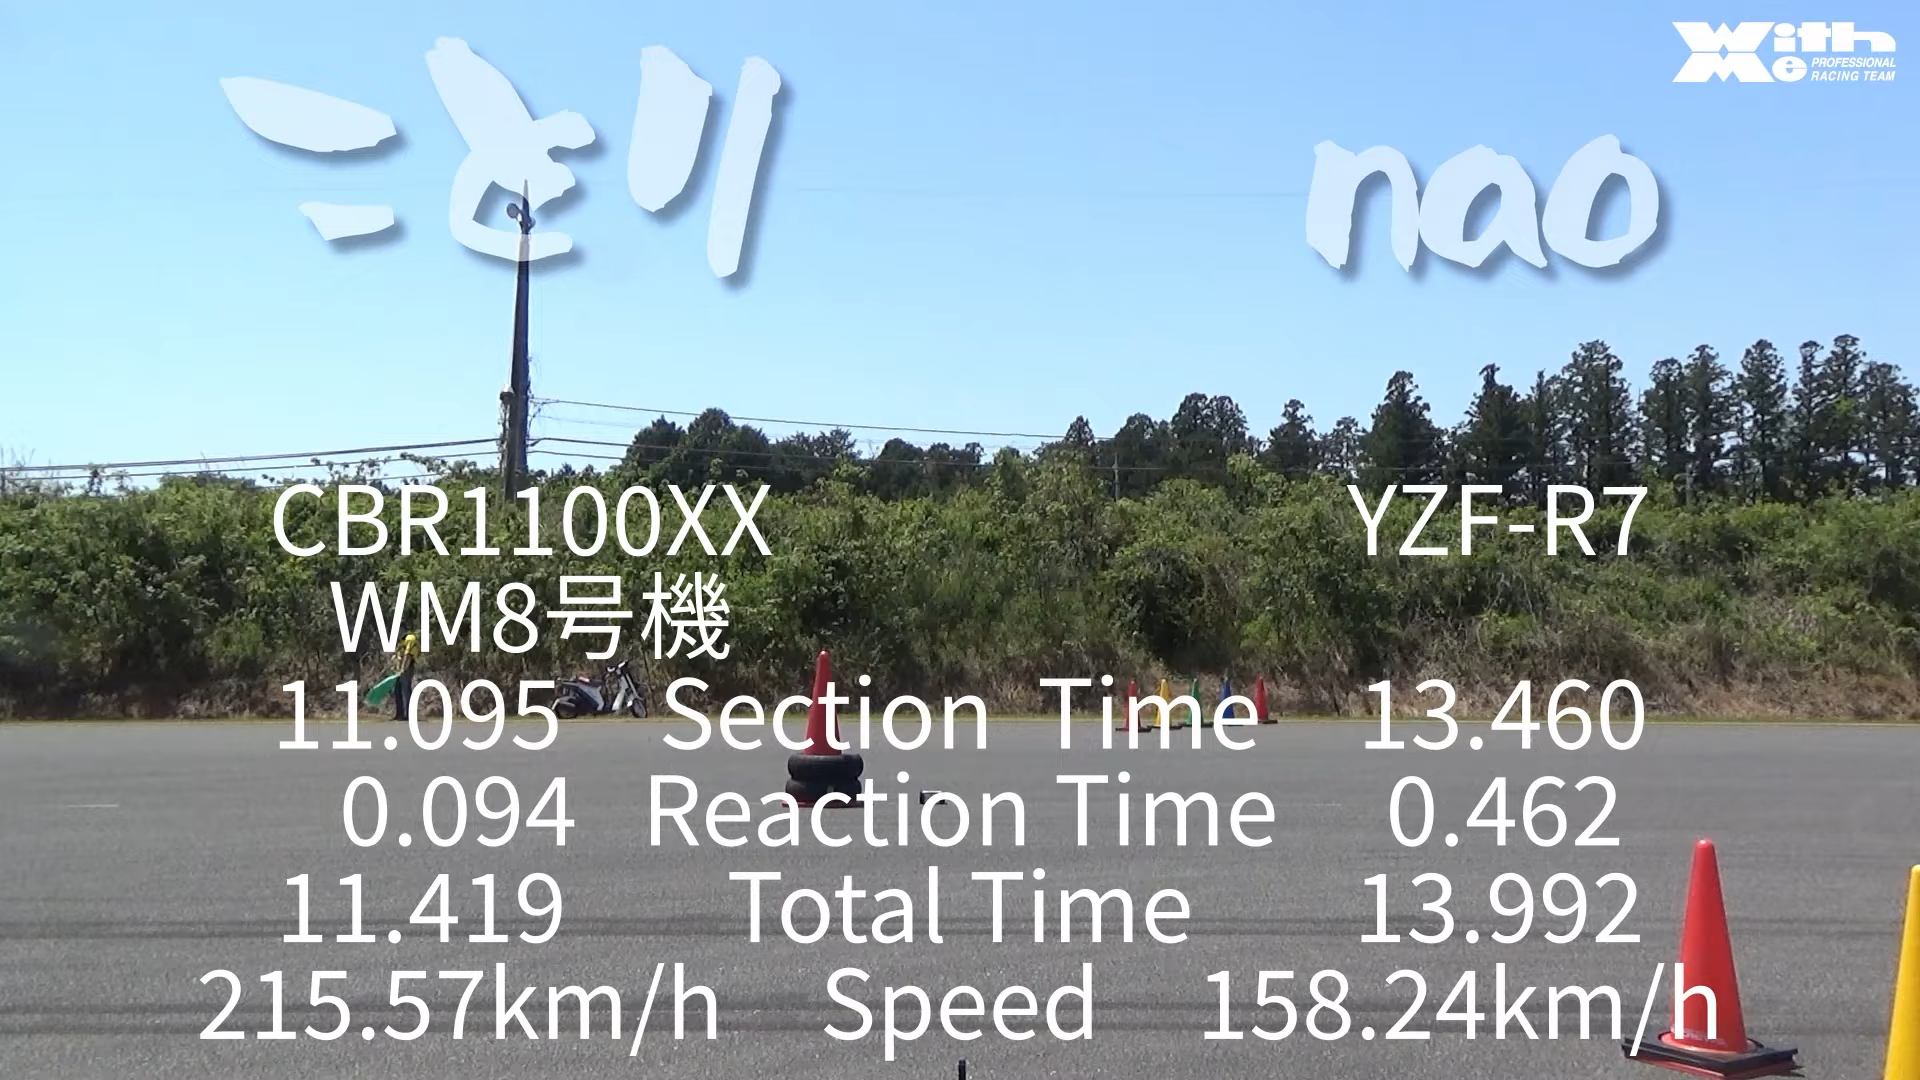 With Me PROFESSIONAL RACING TEAM
ことり nao
CBR1100XX YZF-R7
WM8号機
11.095 Section Time 13.460
0.094 Reaction Time 0.462
11.419 Total Time 13.992
215.57km/h Speed 158.24km/h